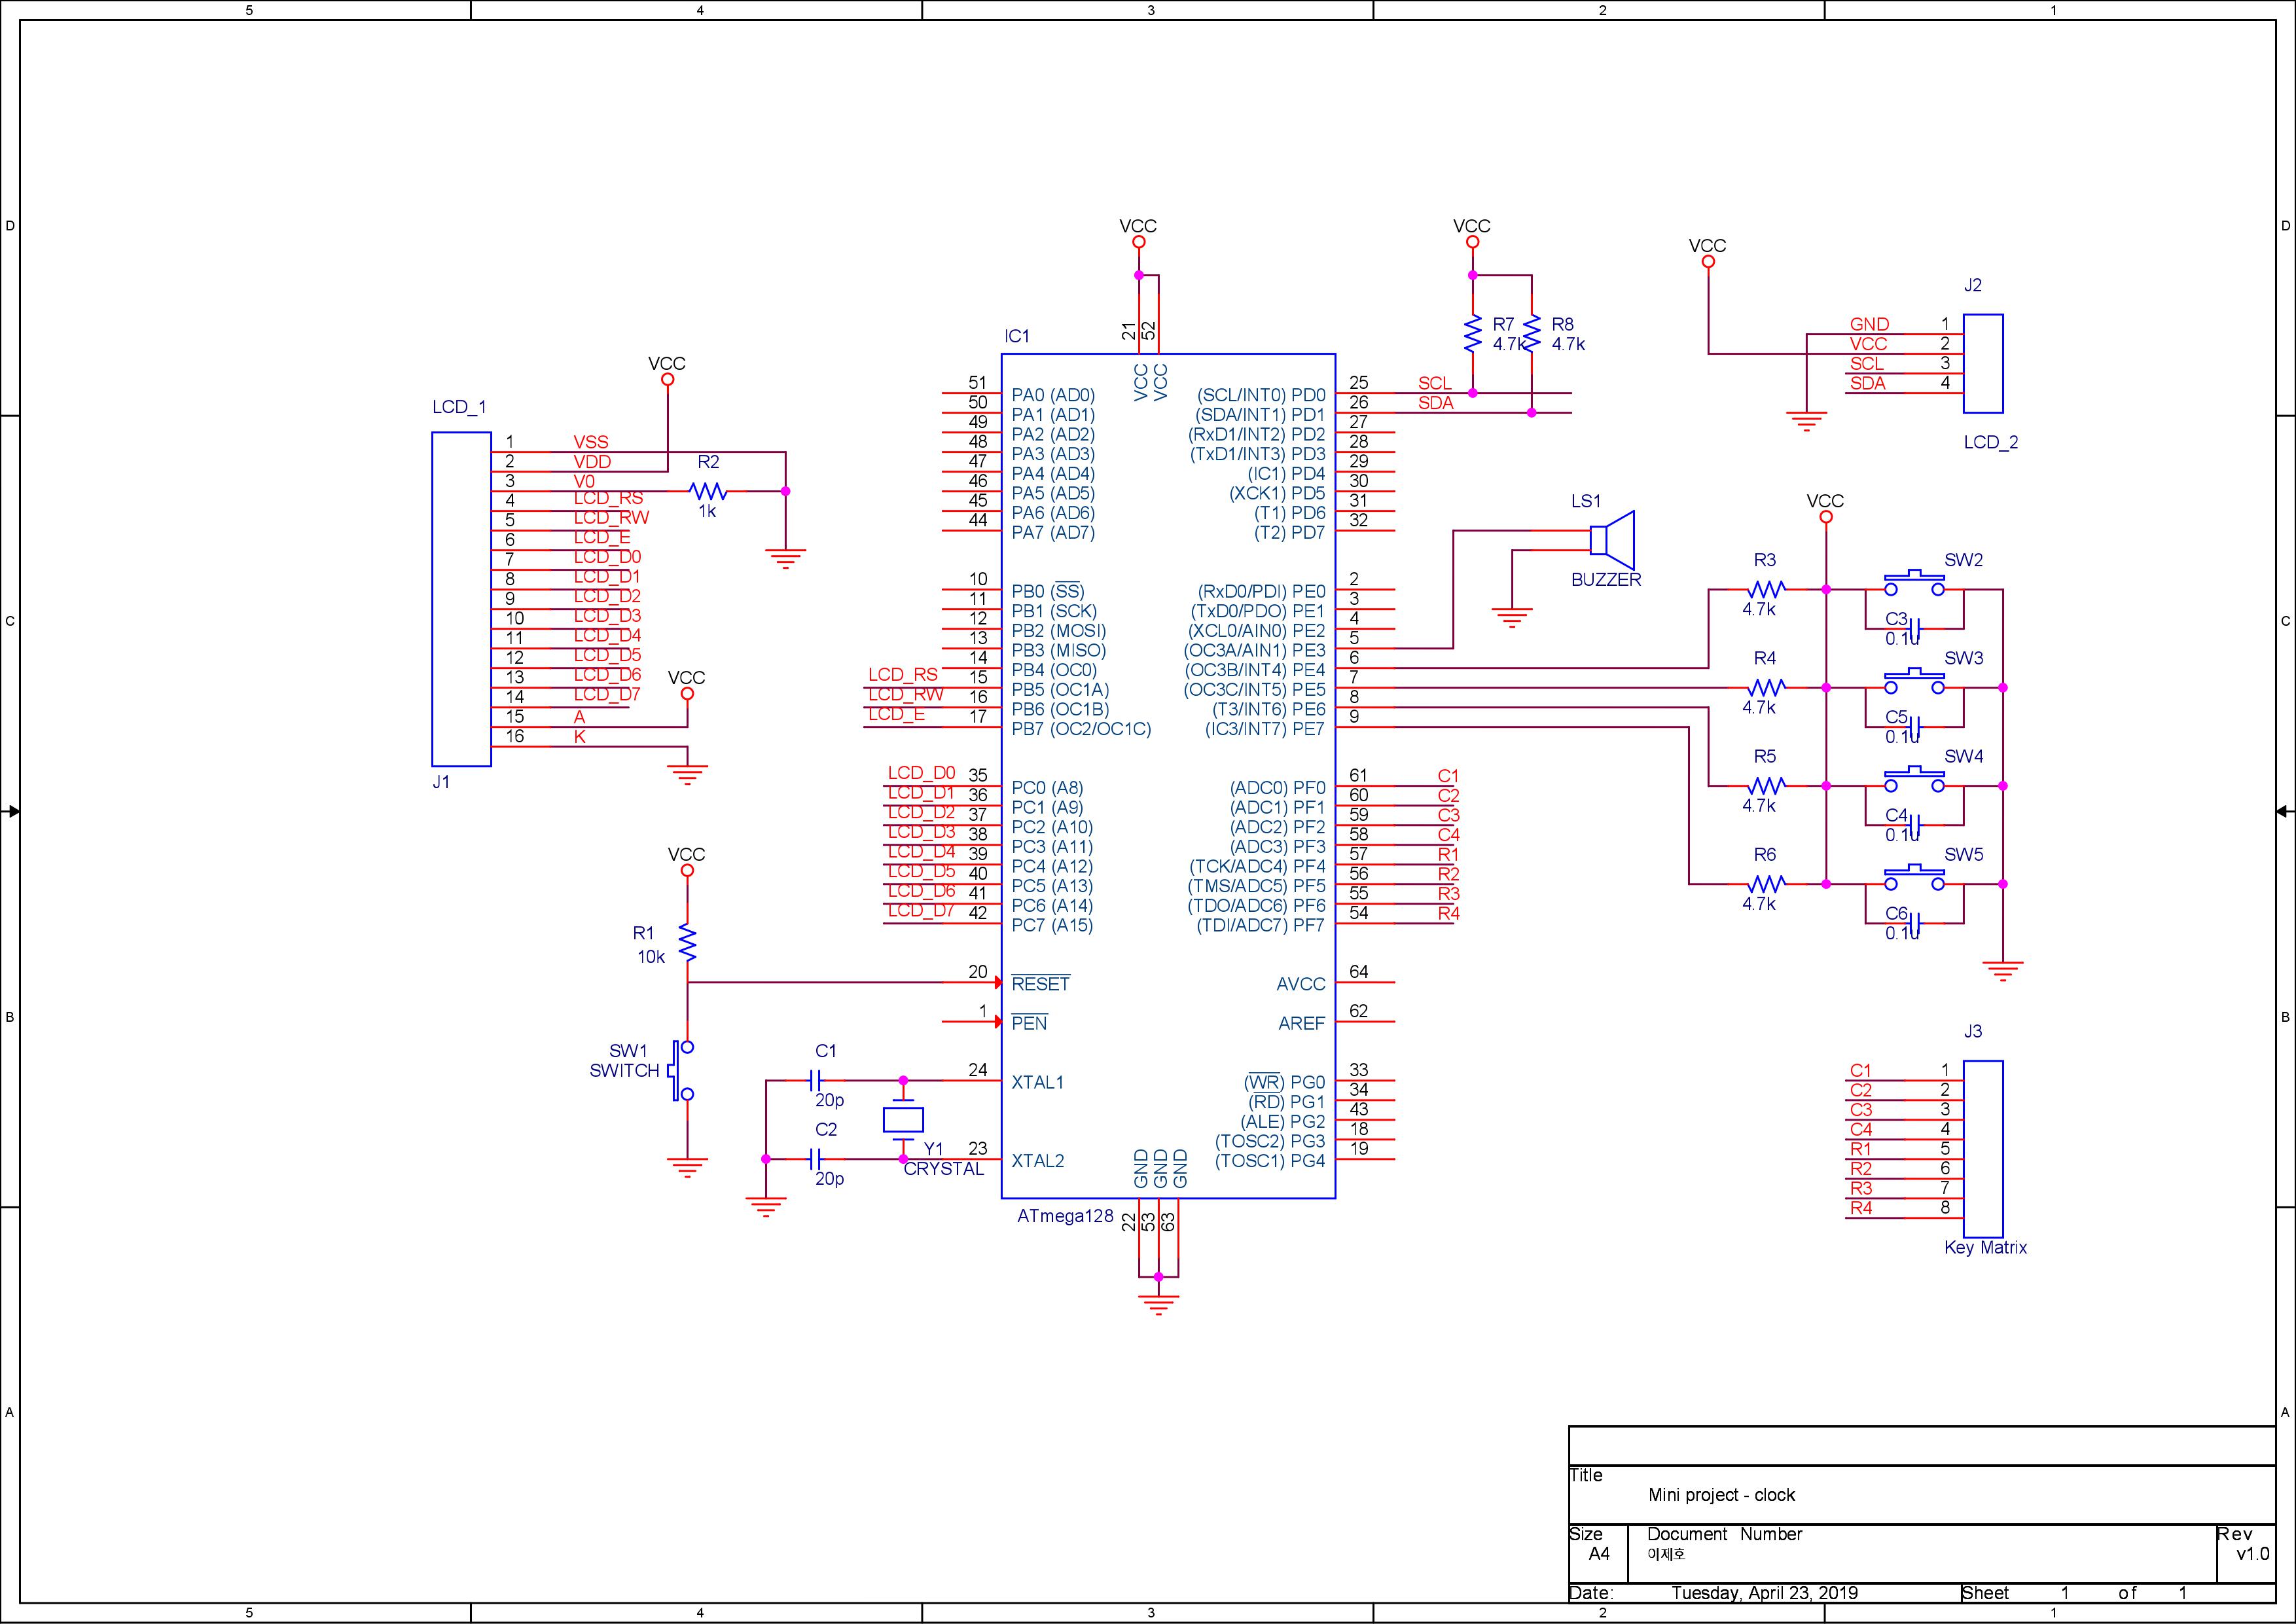 5 4 3 2 1
D
D
C
C
B
B
A
A
LCD_1
1 VSS
2 VDD
3 V0
4 LCD_RS
5 LCD_RW
6 LCD_E
7 LCD_D0
8 LCD_D1
9 LCD_D2
10 LCD_D3
11 LCD_D4
12 LCD_D5
13 LCD_D6
14 LCD_D7
15 A
16 K
J1
VCC
R2
1k
VCC
VCC
R1
10k
SW1
SWITCH
C1
20p
C2
20p
Y1
CRYSTAL
VCC
21 52
IC1
VCC VCC
51 PA0 (AD0)
50 PA1 (AD1)
49 PA2 (AD2)
48 PA3 (AD3)
47 PA4 (AD4)
46 PA5 (AD5)
45 PA6 (AD6)
44 PA7 (AD7)
10 PB0 (SS)
11 PB1 (SCK)
12 PB2 (MOSI)
13 PB3 (MISO)
14 PB4 (OC0)
LCD_RS 15 PB5 (OC1A)
LCD_RW 16 PB6 (OC1B)
LCD_E 17 PB7 (OC2/OC1C)
LCD_D0 35 PC0 (A8)
LCD_D1 36 PC1 (A9)
LCD_D2 37 PC2 (A10)
LCD_D3 38 PC3 (A11)
LCD_D4 39 PC4 (A12)
LCD_D5 40 PC5 (A13)
LCD_D6 41 PC6 (A14)
LCD_D7 42 PC7 (A15)
20 RESET
1 PEN
24 XTAL1
23 XTAL2
(SCL/INT0) PD0 25 SCL
(SDA/INT1) PD1 26 SDA
(RxD1/INT2) PD2 27
(TxD1/INT3) PD3 28
(IC1) PD4 29
(XCK1) PD5 30
(T1) PD6 31
(T2) PD7 32
(RxD0/PDI) PE0 2
(TxD0/PDO) PE1 3
(XCL0/AIN0) PE2 4
(OC3A/AIN1) PE3 5
(OC3B/INT4) PE4 6
(OC3C/INT5) PE5 7
(T3/INT6) PE6 8
(IC3/INT7) PE7 9
(ADC0) PF0 61 C1
(ADC1) PF1 60 C2
(ADC2) PF2 59 C3
(ADC3) PF3 58 C4
(TCK/ADC4) PF4 57 R1
(TMS/ADC5) PF5 56 R2
(TDO/ADC6) PF6 55 R3
(TDI/ADC7) PF7 54 R4
AVCC 64
AREF 62
(WR) PG0 33
(RD) PG1 34
(ALE) PG2 43
(TOSC2) PG3 18
(TOSC1) PG4 19
GND GND GND
ATmega128
22 53 63
VCC
R7
4.7k
R8
4.7k
LS1
BUZZER
VCC
J2
GND 1
VCC 2
SCL 3
SDA 4
LCD_2
VCC
R3
4.7k
SW2
C3
0.1u
R4
4.7k
SW3
C5
0.1u
R5
4.7k
SW4
C4
0.1u
R6
4.7k
SW5
C6
0.1u
J3
C1 1
C2 2
C3 3
C4 4
R1 5
R2 6
R3 7
R4 8
Key Matrix
Title
Mini project - clock
Size
A4
Document Number
이제호
Rev
v1.0
Date: Tuesday, April 23, 2019 Sheet 1 of 1
5 4 3 2 1